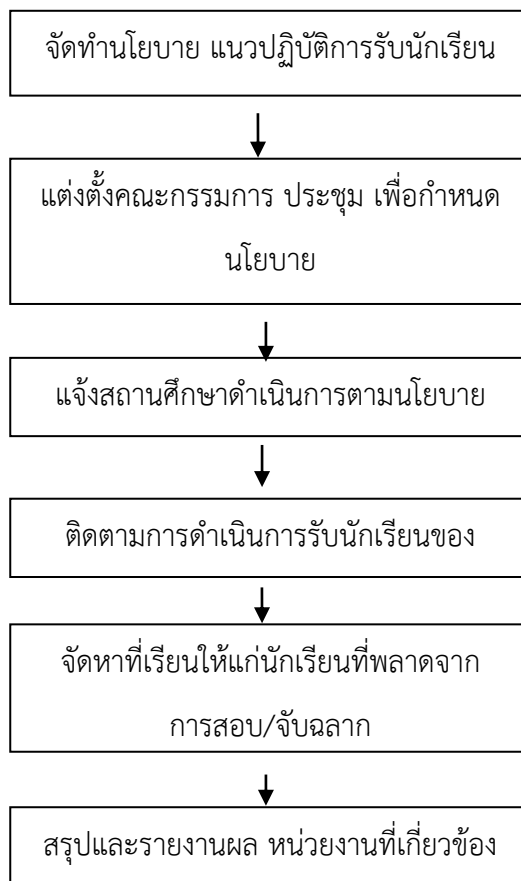 จัดทำนโยบาย แนวปฏิบัติการรับนักเรียน
แต่งตั้งคณะกรรมการ ประชุม เพื่อกำหนด
นโยบาย
แจ้งสถานศึกษาดำเนินการตามนโยบาย
ติดตามการดำเนินการรับนักเรียนของ
จัดหาที่เรียนให้แก่นักเรียนที่พลาดจาก
การสอบ/จับฉลาก
สรุปและรายงานผล หน่วยงานที่เกี่ยวข้อง